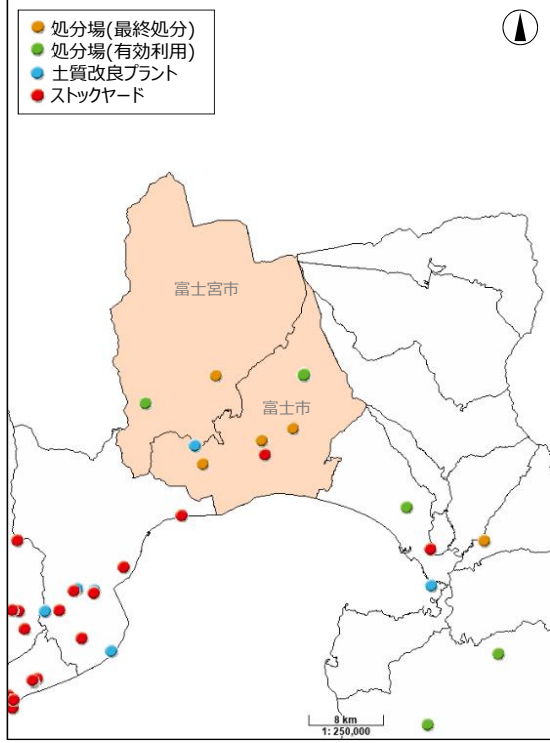 処分場(最終処分)
処分場(有効利用)
土質改良プラント
ストックヤード
富士宮市
富士市
8 km
1: 250,000